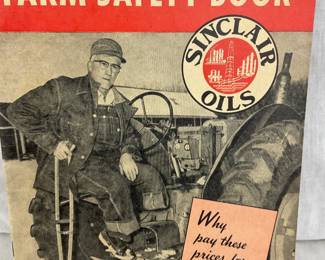 FARM SAFETY BOOK
SINCLAIR
OILS
Why
pay these
prices for